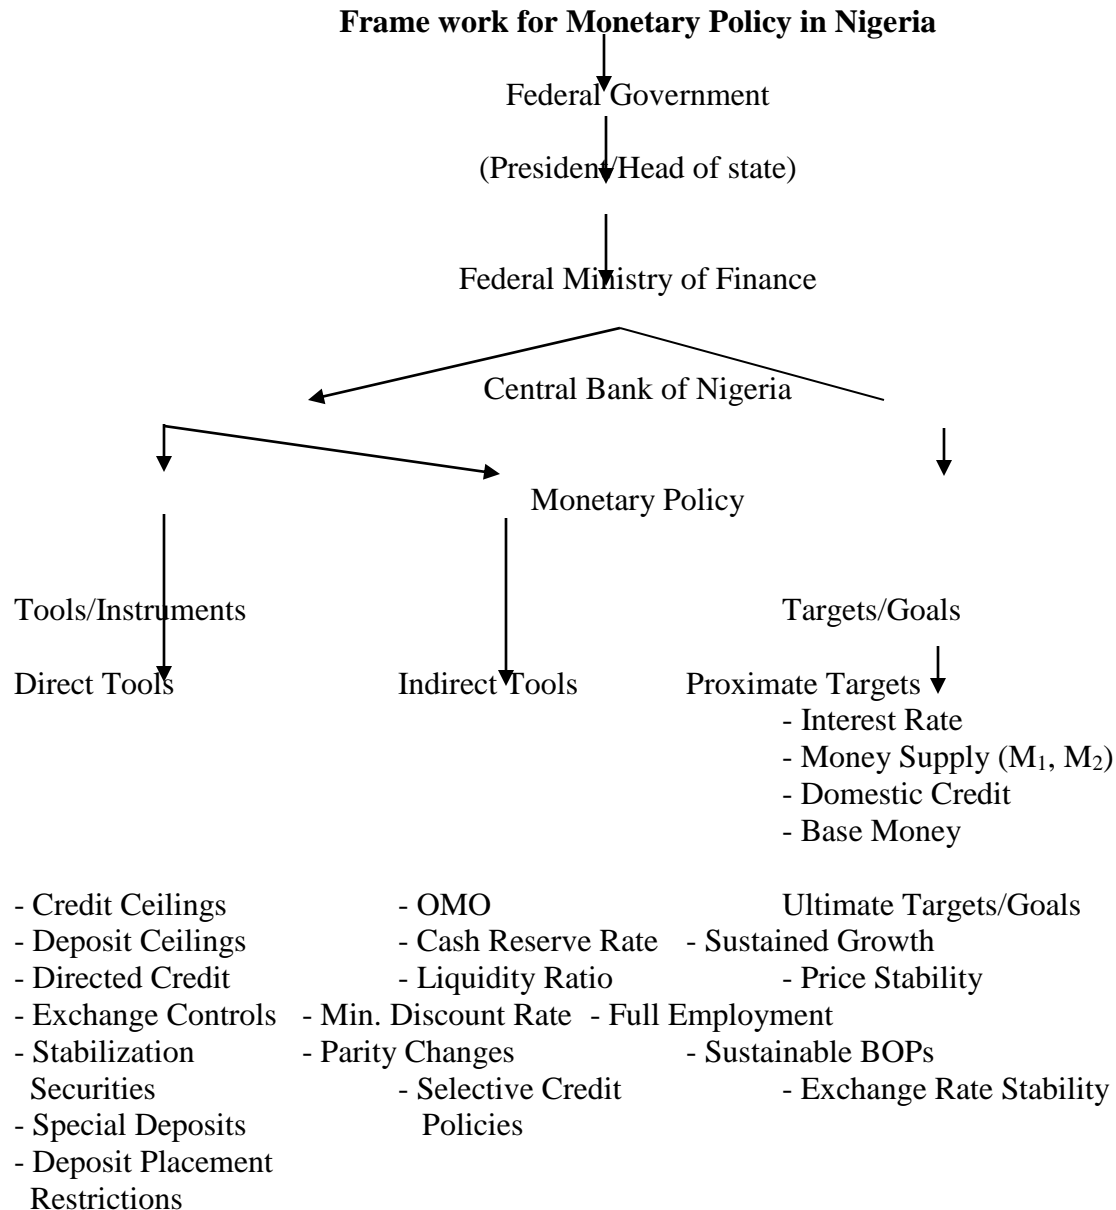 Frame work for Monetary Policy in Nigeria
Federal Government
(President/Head of state)
Federal Ministry of Finance
Central Bank of Nigeria
Monetary Policy
Tools/Instruments Targets/Goals
Direct Tools Indirect Tools Proximate Targets
- Interest Rate
- Money Supply (M₁, M₂)
- Domestic Credit
- Base Money
- Credit Ceilings - OMO Ultimate Targets/Goals
- Deposit Ceilings - Cash Reserve Rate - Sustained Growth
- Directed Credit - Liquidity Ratio - Price Stability
- Exchange Controls - Min. Discount Rate - Full Employment
- Stabilization - Parity Changes - Sustainable BOPs
Securities - Selective Credit - Exchange Rate Stability
- Special Deposits Policies
- Deposit Placement
Restrictions